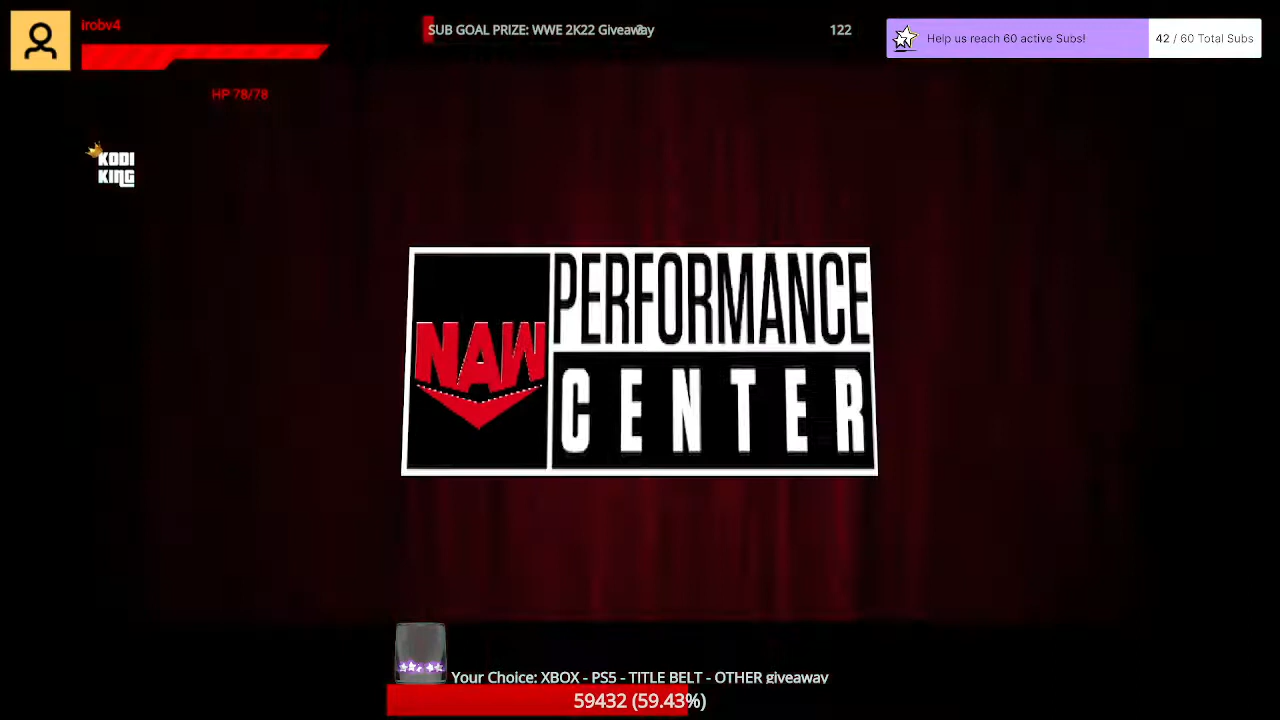 irobv4
SUB GOAL PRIZE: WWE 2K22 Giveaway
122
Help us reach 60 active Subs!
42 / 60 Total Subs
HP 78/78
KODI
KING
NAW
PERFORMANCE
CENTER
Your Choice: XBOX - PS5 - TITLE BELT - OTHER giveaway
59432 (59.43%)